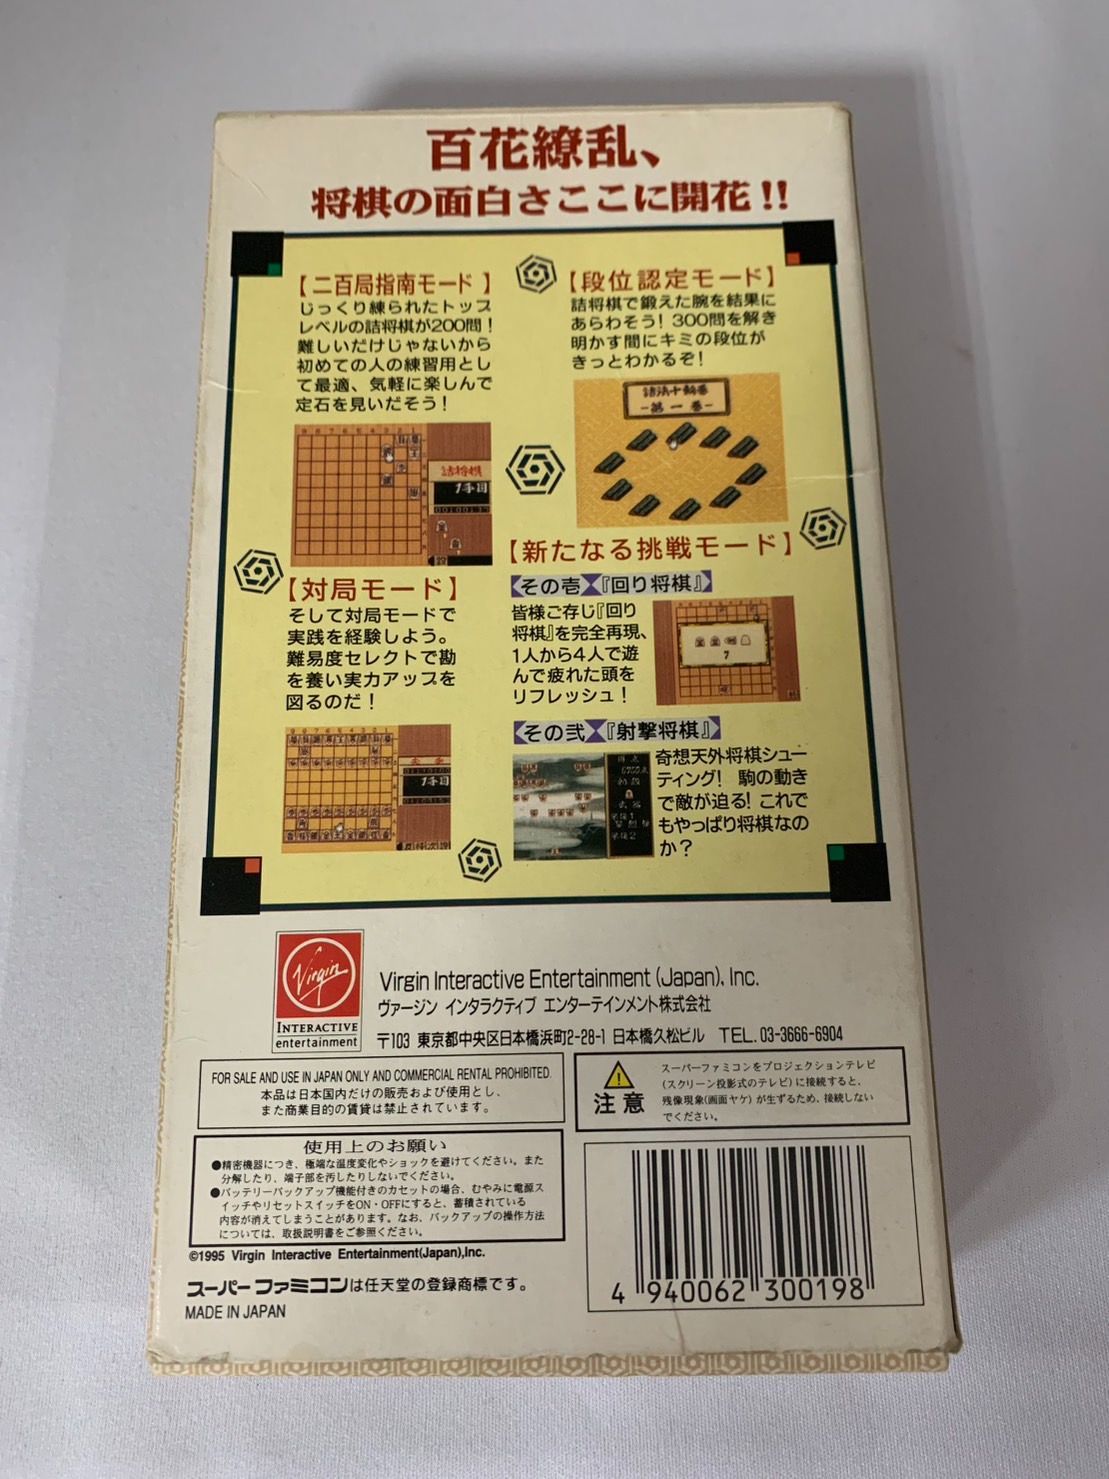 百花繚乱、
将棋の面白さここに開花!!
【二百局指南モード】
じっくり練られたトップ
レベルの詰将棋が200問!
難しいだけじゃないから
初めての人の練習用とし
て最適、気軽に楽しんで
定石を見いだそう!
詰将棋
1手目
【段位認定モード】
詰将棋で鍛えた腕を結果に
あらわそう! 300問を解き
明かす間にキミの段位が
きっとわかるぞ!
-第一巻-
【対局モード】
そして対局モードで
実践を経験しよう。
難易度セレクトで勘
を養い実力アップを
図るのだ!
1手目
【新たなる挑戦モード】
その壱『回り将棋』
皆様ご存じ『回り
将棋』を完全再現、
1人から4人で遊
んで疲れた頭を
リフレッシュ!
7
その弐『射撃将棋』
奇想天外将棋シュー
ティング! 駒の動き
で敵が迫る! これで
もやっぱり将棋なの
か?
Virgin
INTERACTIVE
entertainment
Virgin Interactive Entertainment (Japan), Inc.
ヴァージン インタラクティブ エンターテインメント株式会社
〒103 東京都中央区日本橋浜町2-28-1 日本橋久松ビル TEL. 03-3666-6904
FOR SALE AND USE IN JAPAN ONLY AND COMMERCIAL RENTAL PROHIBITED.
本品は日本国内だけの販売および使用とし、
また商業目的の賃貸は禁止されています。
注意
スーパーファミコンをプロジェクションテレビ
(スクリーン投影式のテレビ)に接続すると、
残像現象(画面ヤケ)が生ずるため、接続しない
でください。
使用上のお願い
●精密機器につき、極端な温度変化やショックを避けてください。また
分解したり、端子部を汚したりしないでください。
●バッテリーバックアップ機能付きのカセットの場合、むやみに電源ス
イッチやリセットスイッチをON・OFFにすると、蓄積されている
内容が消えてしまうことがあります。なお、バックアップの操作方法
については、取扱説明書をご参照ください。
©1995 Virgin Interactive Entertainment(Japan),Inc.
スーパーファミコンは任天堂の登録商標です。
MADE IN JAPAN
4 940062 300198